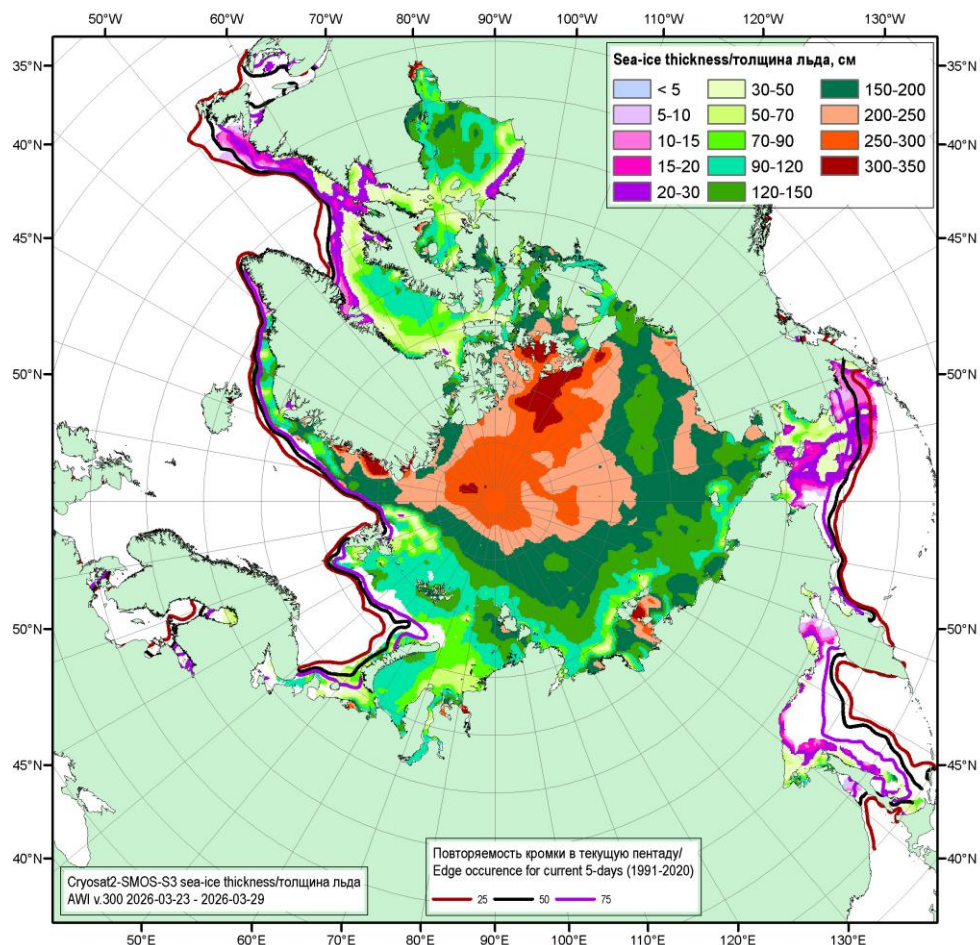 50°W 60°W 70°W 80°W 90°W 100°W 110°W 120°W 130°W
35°N 35°N
40°N 40°N
45°N 45°N
50°N 50°N
50°N 50°N
45°N 45°N
40°N 40°N
50°E 60°E 70°E 80°E 90°E 100°E 110°E 120°E 130°E
Sea-ice thickness/толщина льда, см
< 5 30-50 150-200
5-10 50-70 200-250
10-15 70-90 250-300
15-20 90-120 300-350
20-30 120-150
Cryosat2-SMOS-S3 sea-ice thickness/толщина льда
AWI v.300 2026-03-23 - 2026-03-29
Повторяемость кромки в текущую пентаду/
Edge occurence for current 5-days (1991-2020)
25 50 75